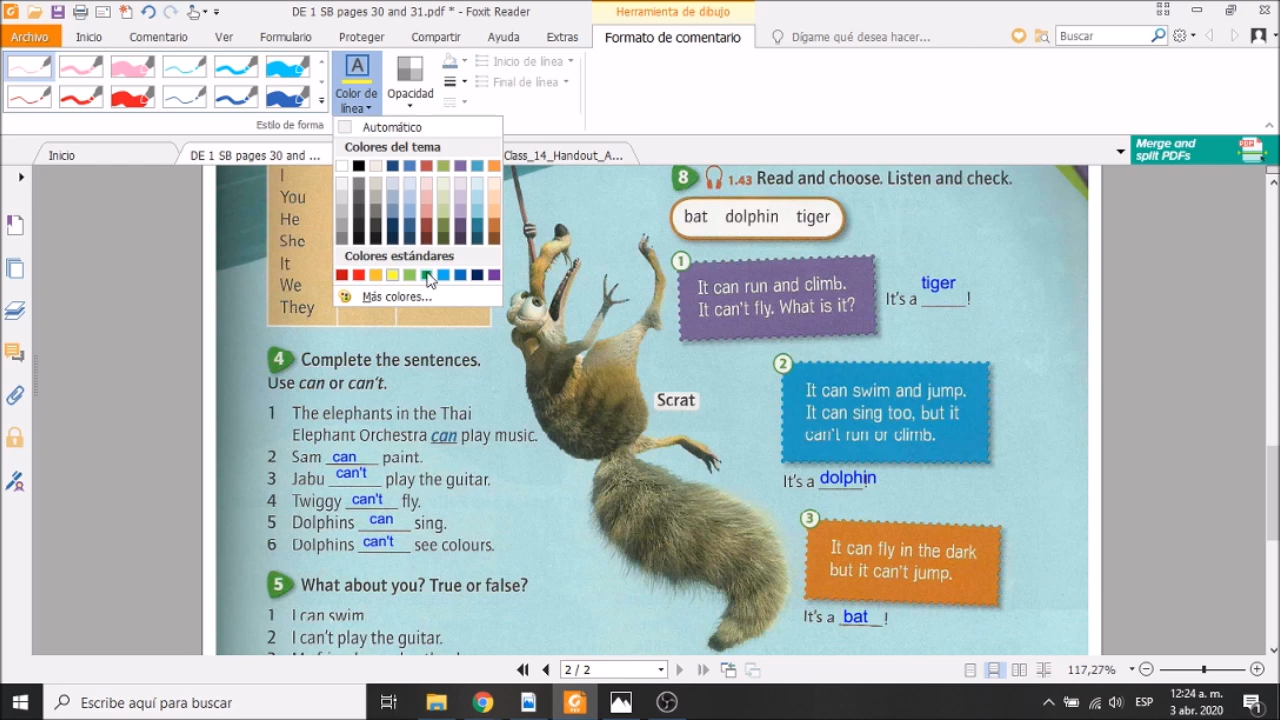 DE 1 SB pages 30 and 31.pdf * - Foxit Reader
Herramienta de dibujo
Archivo
Inicio
Comentario
Ver
Formulario
Proteger
Compartir
Ayuda
Extras
Formato de comentario
Dígame qué desea hacer...
Buscar
Color de
línea
Opacidad
Inicio de línea
Final de línea
Estilo de forma
Automático
Colores del tema
Colores estándares
Más colores...
Inicio
DE 1 SB pages 30 and ...
Class_14_Handout_A...
Merge and
split PDFs
I
You
He
She
It
We
They
4 Complete the sentences.
Use can or can't.
1 The elephants in the Thai
Elephant Orchestra can play music.
2 Sam can paint.
3 Jabu can't play the guitar.
4 Twiggy can't fly.
5 Dolphins can sing.
6 Dolphins can't see colours.
5 What about you? True or false?
1 I can swim
2 I can't play the guitar.
Scrat
8 1.43 Read and choose. Listen and check.
bat dolphin tiger
1
It can run and climb.
It can't fly. What is it?
It's a tiger!
2
It can swim and jump.
It can sing too, but it
can't run or climb.
It's a dolphin!
3
It can fly in the dark
but it can't jump.
It's a bat!
2 / 2
117,27%
Escribe aquí para buscar
ESP
12:24 a. m.
3 abr. 2020